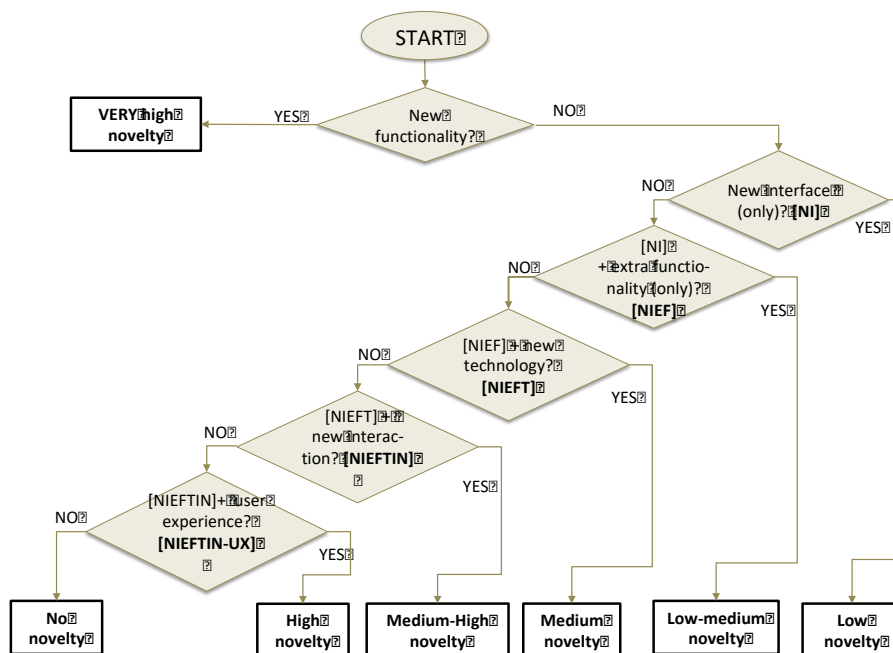 START
VERY high
novelty
YES
New
functionality?
NO
NO
New interface
(only)? [NI]
YES
[NI]
+ extra functio-
nality (only)?
[NIEF]
NO
YES
[NIEF] + new
technology?
[NIEFT]
NO
YES
[NIEFT] +
new interac-
tion? [NIEFTIN]
NO
YES
[NIEFTIN]+ user
experience?
[NIEFTIN-UX]
NO
YES
No
novelty
High
novelty
Medium-High
novelty
Medium
novelty
Low-medium
novelty
Low
novelty